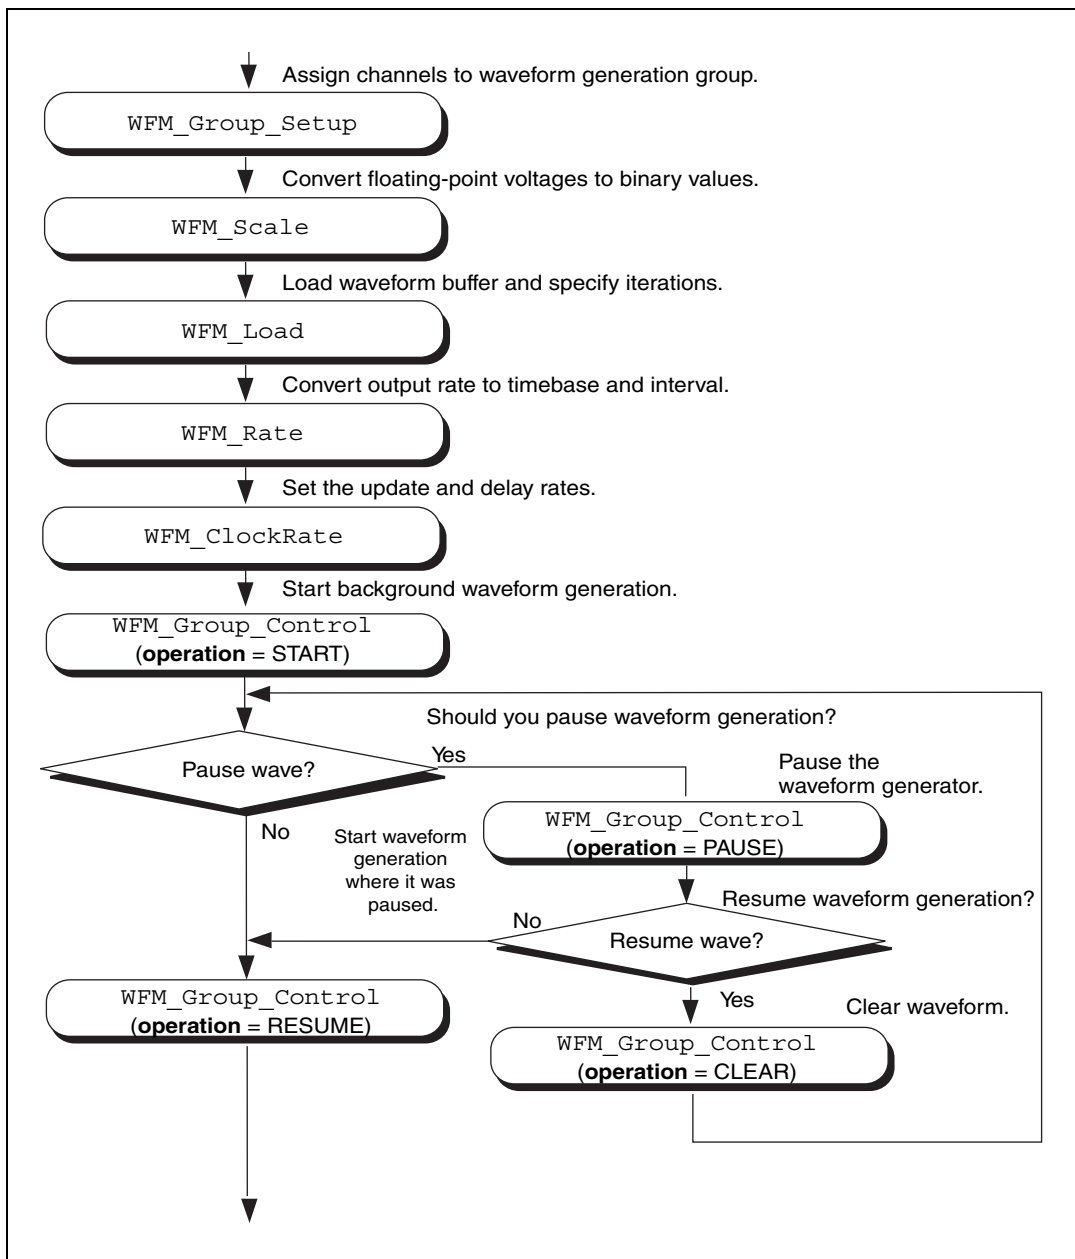 Assign channels to waveform generation group.
WFM_Group_Setup
Convert floating-point voltages to binary values.
WFM_Scale
Load waveform buffer and specify iterations.
WFM_Load
Convert output rate to timebase and interval.
WFM_Rate
Set the update and delay rates.
WFM_ClockRate
Start background waveform generation.
WFM_Group_Control
(operation = START)
Should you pause waveform generation?
Pause wave?
Yes
Pause the
waveform generator.
WFM_Group_Control
(operation = PAUSE)
No
Start waveform
generation
where it was
paused.
Resume waveform generation?
No
Resume wave?
WFM_Group_Control
(operation = RESUME)
Yes
Clear waveform.
WFM_Group_Control
(operation = CLEAR)